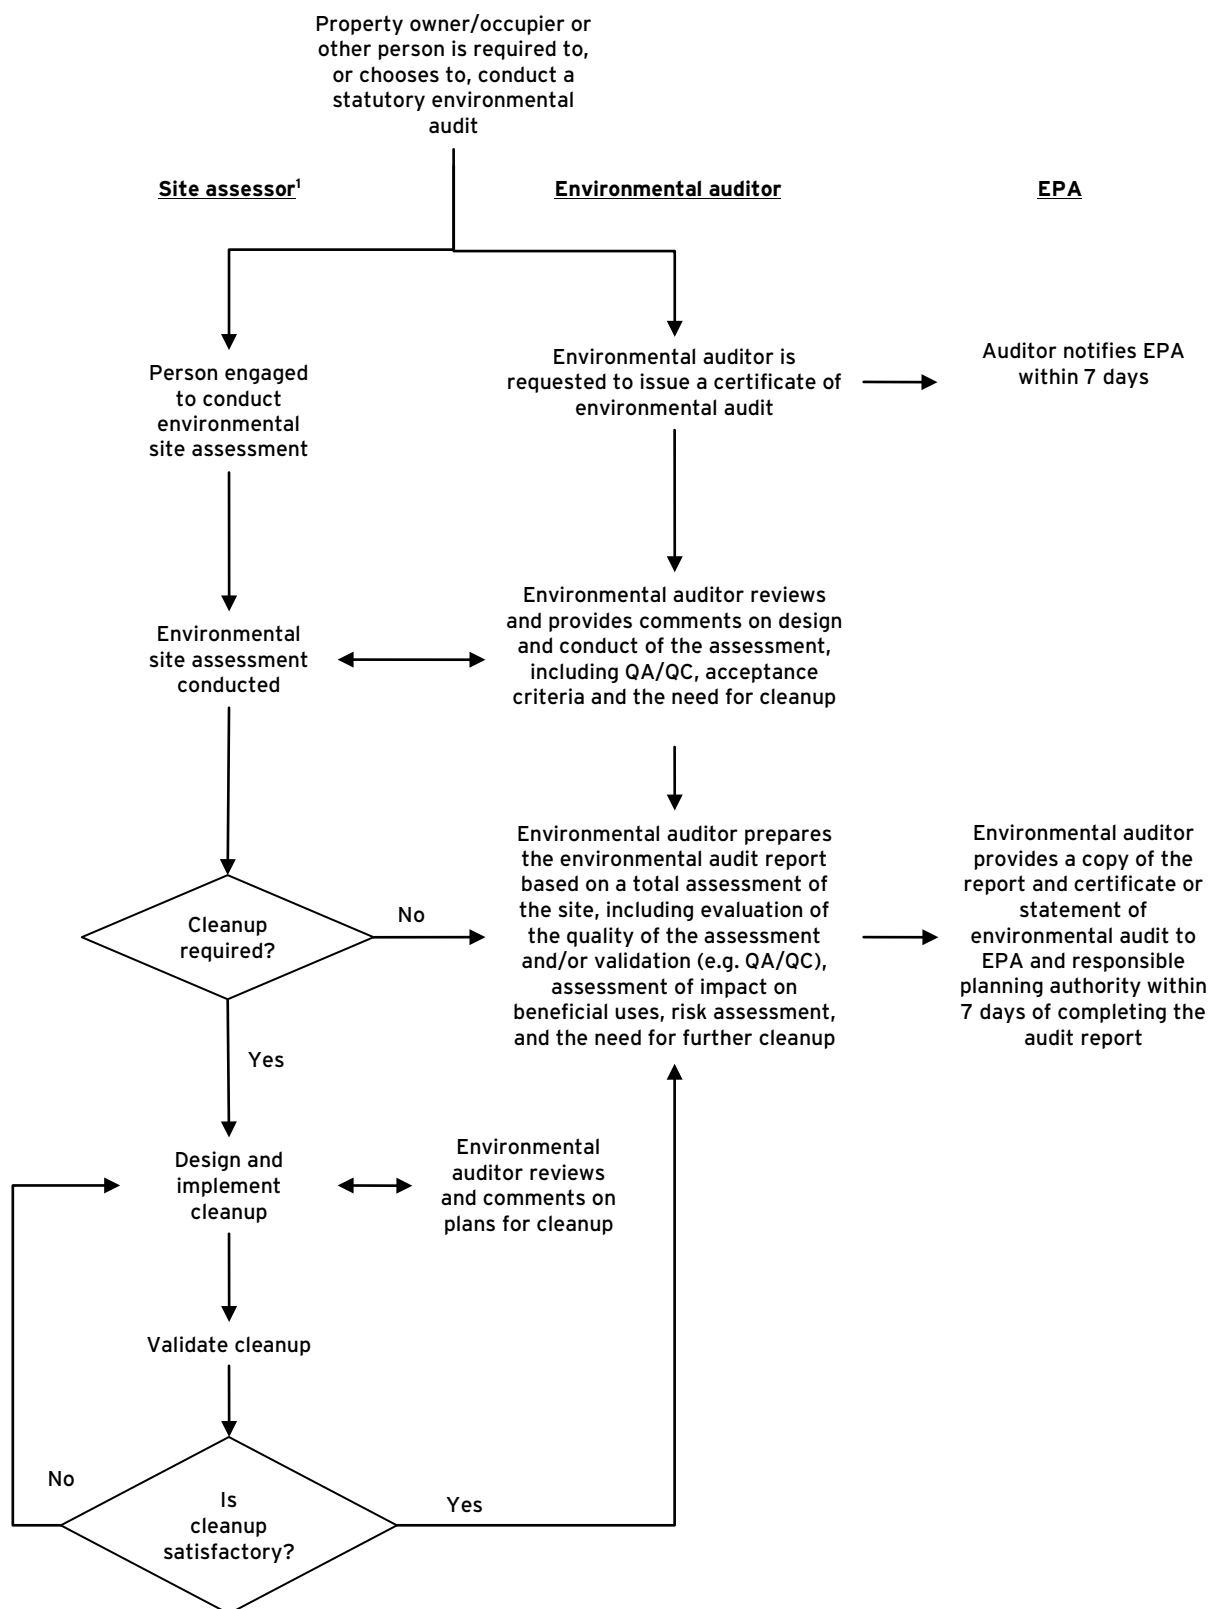 Property owner/occupier or
other person is required to,
or chooses to, conduct a
statutory environmental
audit
Site assessor¹
Environmental auditor
EPA
Person engaged
to conduct
environmental
site assessment
Environmental auditor is
requested to issue a certificate of
environmental audit
Auditor notifies EPA
within 7 days
Environmental
site assessment
conducted
Environmental auditor reviews
and provides comments on design
and conduct of the assessment,
including QA/QC, acceptance
criteria and the need for cleanup
Cleanup
required?
No
Environmental auditor prepares
the environmental audit report
based on a total assessment of
the site, including evaluation of
the quality of the assessment
and/or validation (e.g. QA/QC),
assessment of impact on
beneficial uses, risk assessment,
and the need for further cleanup
Environmental auditor
provides a copy of the
report and certificate or
statement of
environmental audit to
EPA and responsible
planning authority within
7 days of completing the
audit report
Yes
Design and
implement
cleanup
Environmental
auditor reviews
and comments on
plans for cleanup
Validate cleanup
No
Is
cleanup
satisfactory?
Yes